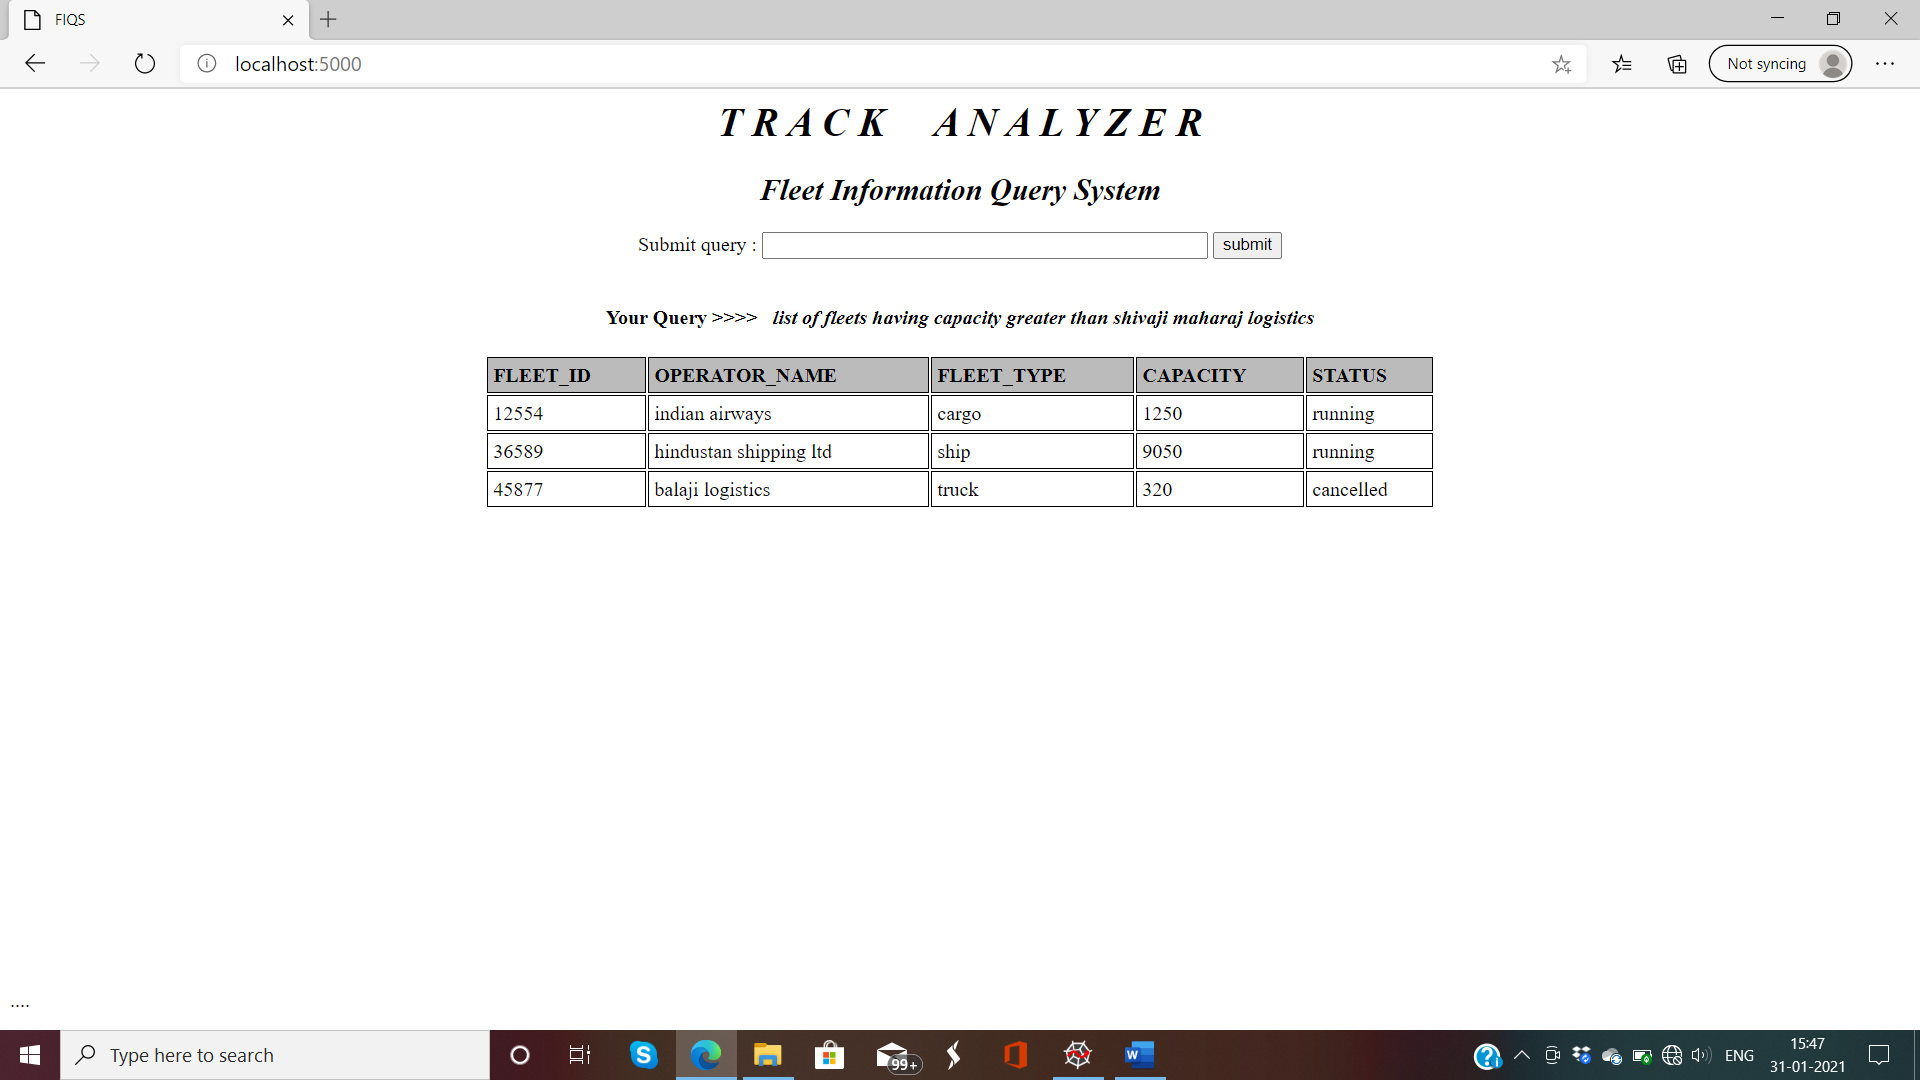 FIQS
localhost:5000
Not syncing
T R A C K A N A L Y Z E R
Fleet Information Query System
Submit query : submit
Your Query >>>> list of fleets having capacity greater than shivaji maharaj logistics
FLEET_ID OPERATOR_NAME FLEET_TYPE CAPACITY STATUS
12554 indian airways cargo 1250 running
36589 hindustan shipping ltd ship 9050 running
45877 balaji logistics truck 320 cancelled
....
Type here to search
99+
ENG
15:47
31-01-2021